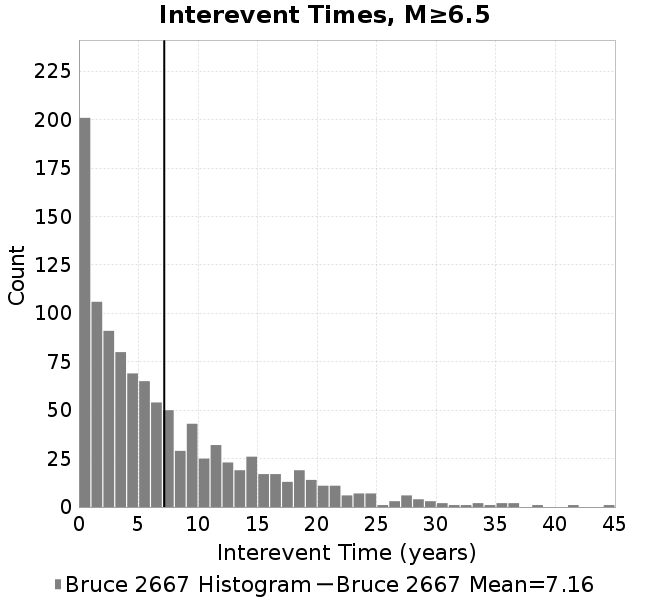 Interevent Times, M≥6.5
225
200
175
150
125
100
75
50
25
0
Count
0 5 10 15 20 25 30 35 40 45
Interevent Time (years)
Bruce 2667 Histogram Bruce 2667 Mean=7.16